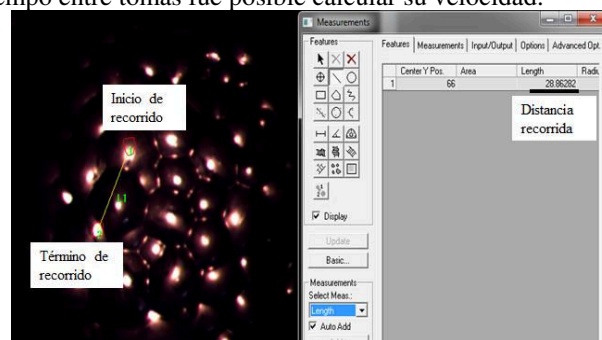 empo entre tomas fue posible calcular su velocidad.
Inicio de
recorrido
L1
Término de
recorrido
Measurements
Features
Display
Update
Basic...
Measurements
Select Meas.:
Length
Auto Add
Features Measurements Input/Output Options Advanced Opt.
Center Y Pos. Area Length Radiu
1 66 28.86282
Distancia
recorrida